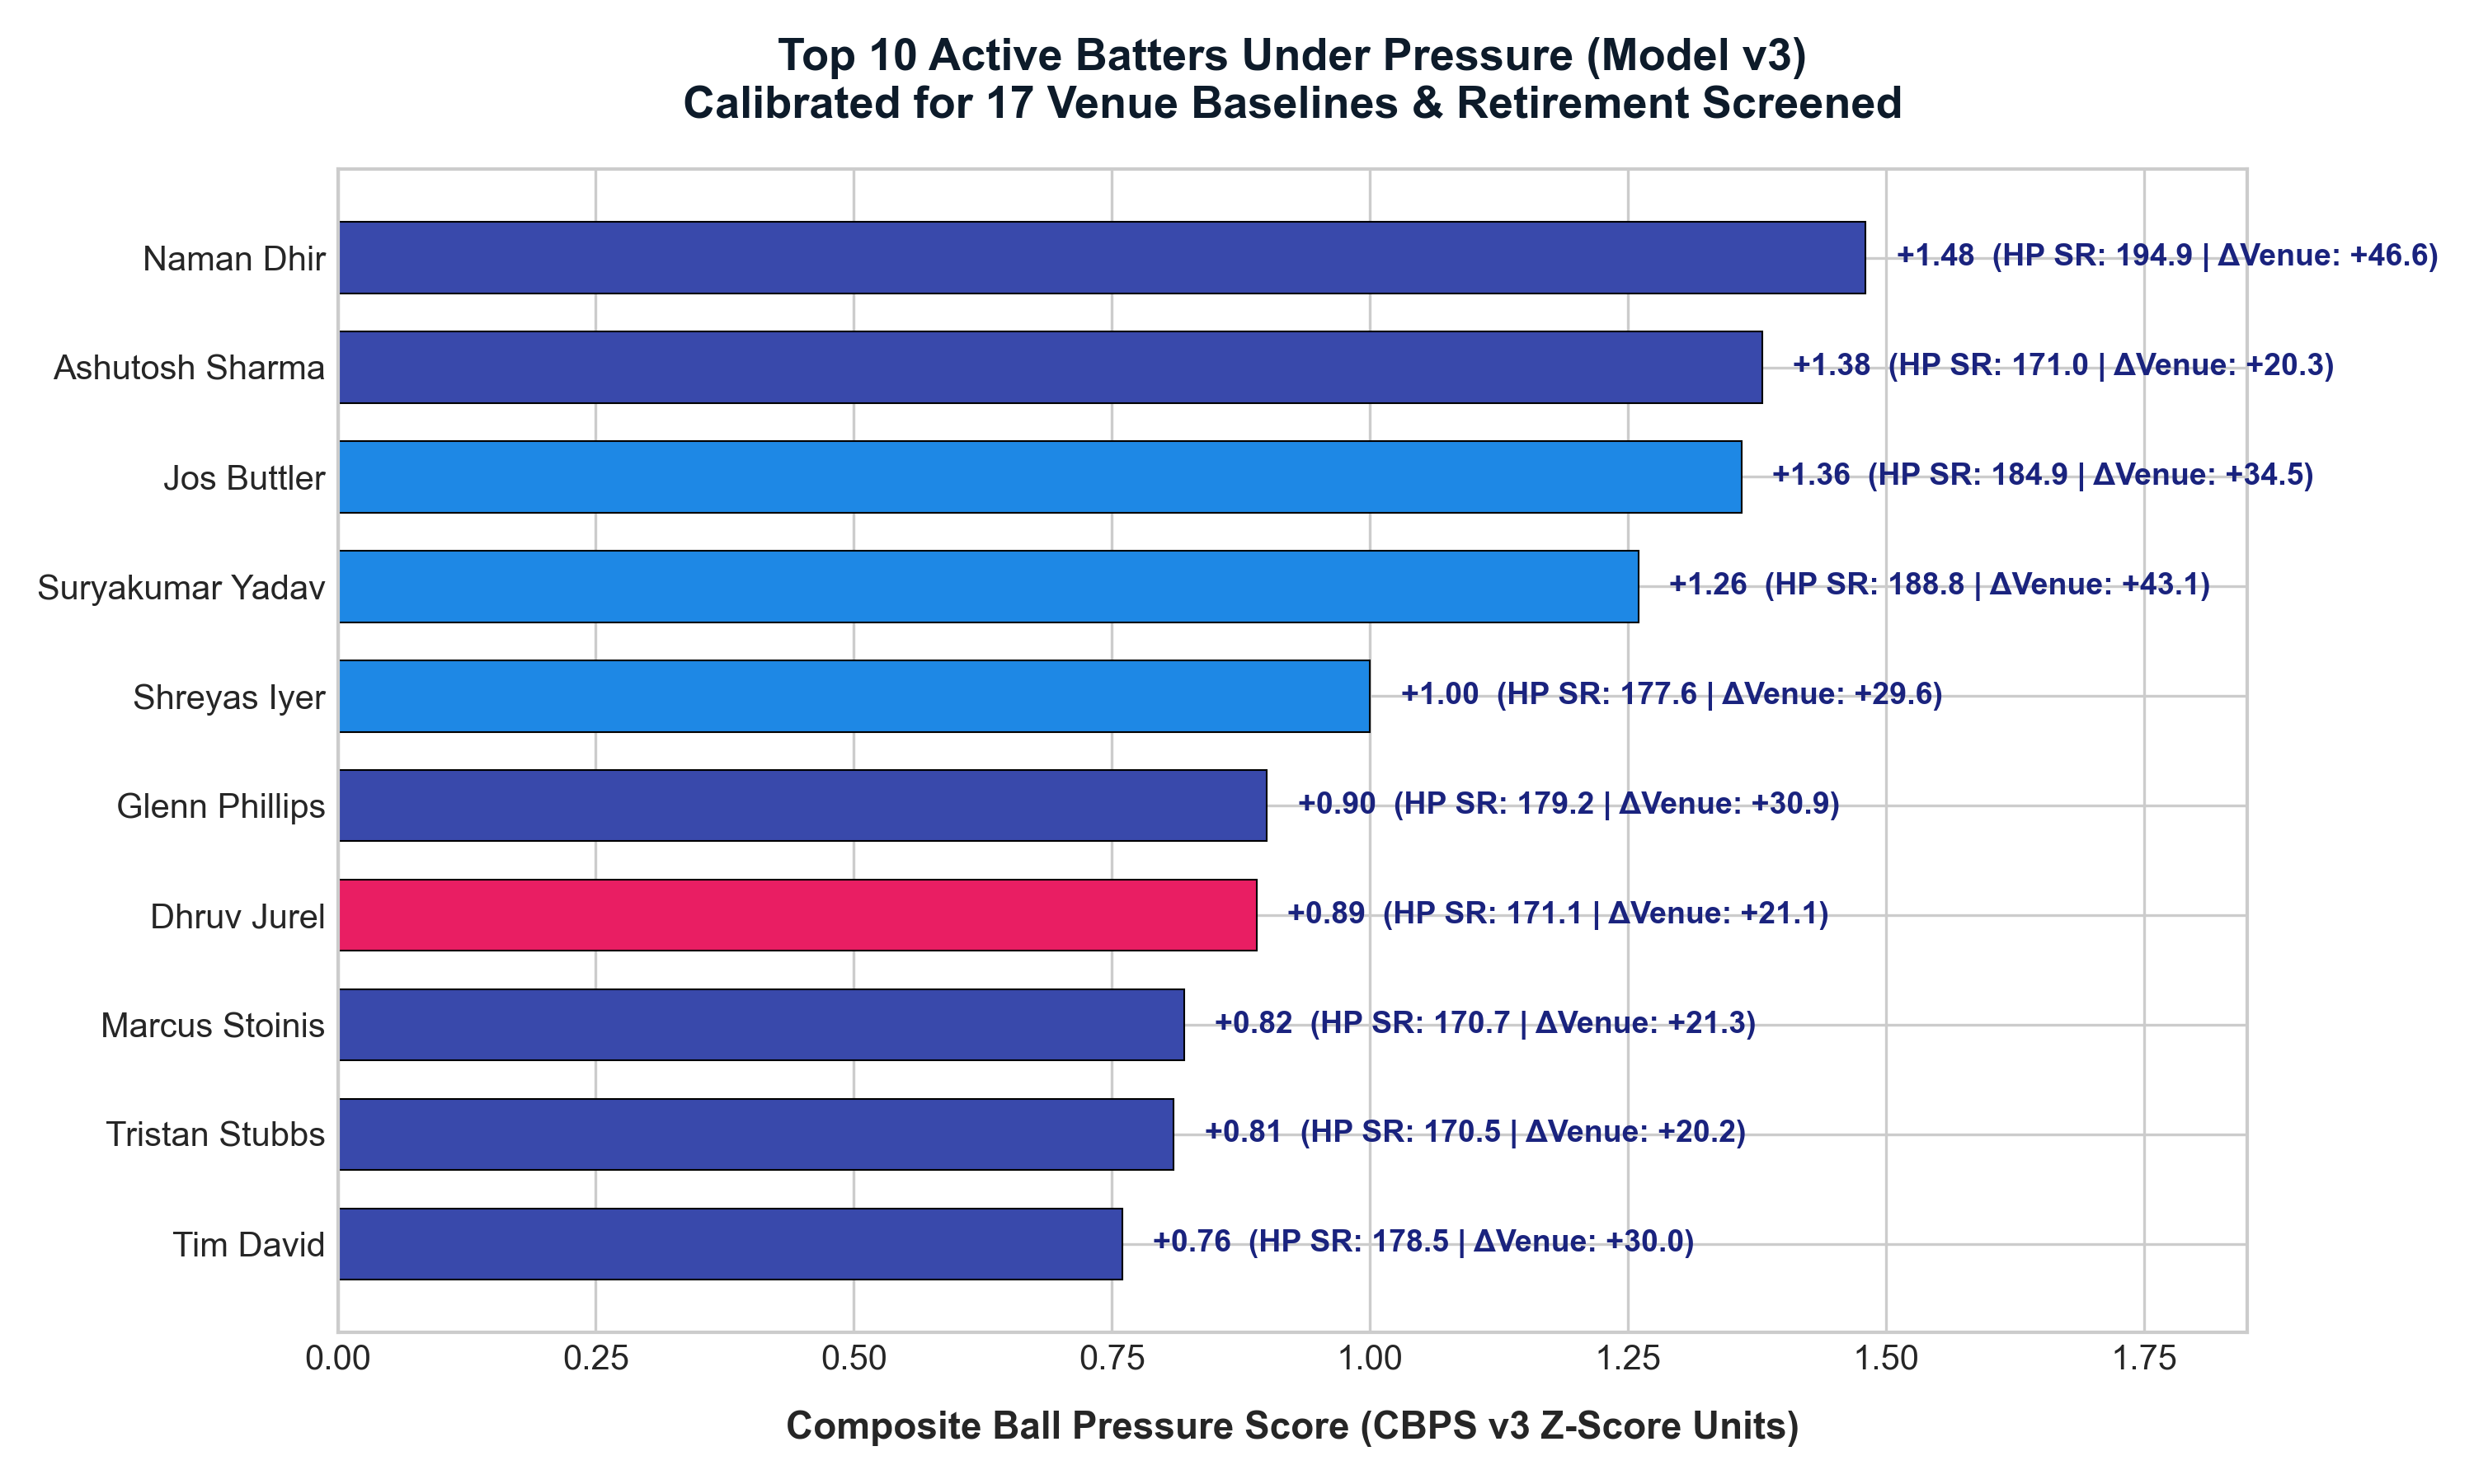 Top 10 Active Batters Under Pressure (Model v3)
Calibrated for 17 Venue Baselines & Retirement Screened
Naman Dhir +1.48 (HP SR: 194.9 | ΔVenue: +46.6)
Ashutosh Sharma +1.38 (HP SR: 171.0 | ΔVenue: +20.3)
Jos Buttler +1.36 (HP SR: 184.9 | ΔVenue: +34.5)
Suryakumar Yadav +1.26 (HP SR: 188.8 | ΔVenue: +43.1)
Shreyas Iyer +1.00 (HP SR: 177.6 | ΔVenue: +29.6)
Glenn Phillips +0.90 (HP SR: 179.2 | ΔVenue: +30.9)
Dhruv Jurel +0.89 (HP SR: 171.1 | ΔVenue: +21.1)
Marcus Stoinis +0.82 (HP SR: 170.7 | ΔVenue: +21.3)
Tristan Stubbs +0.81 (HP SR: 170.5 | ΔVenue: +20.2)
Tim David +0.76 (HP SR: 178.5 | ΔVenue: +30.0)
0.00 0.25 0.50 0.75 1.00 1.25 1.50 1.75
Composite Ball Pressure Score (CBPS v3 Z-Score Units)